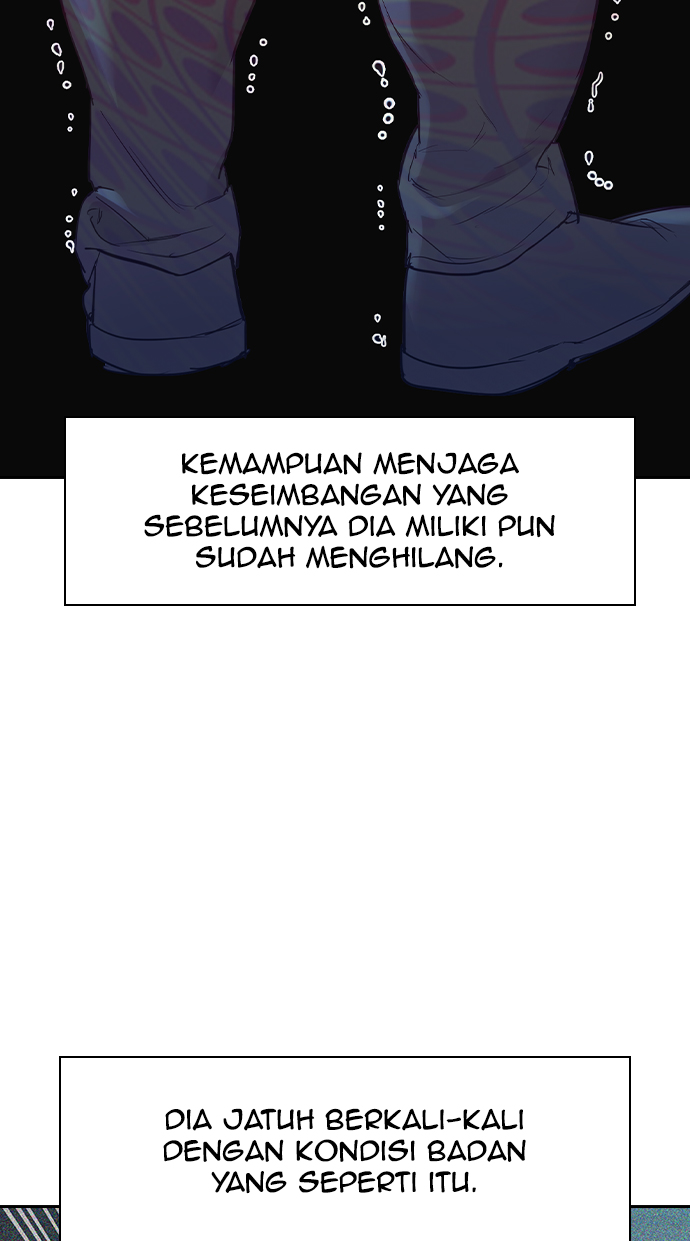 KEMAMPUAN MENJAGA
KESEIMBANGAN YANG
SEBELUMNYA DIA MILIKI PUN
SUDAH MENGHILANG.
DIA JATUH BERKALI-KALI
DENGAN KONDISI BADAN
YANG SEPERTI ITU.